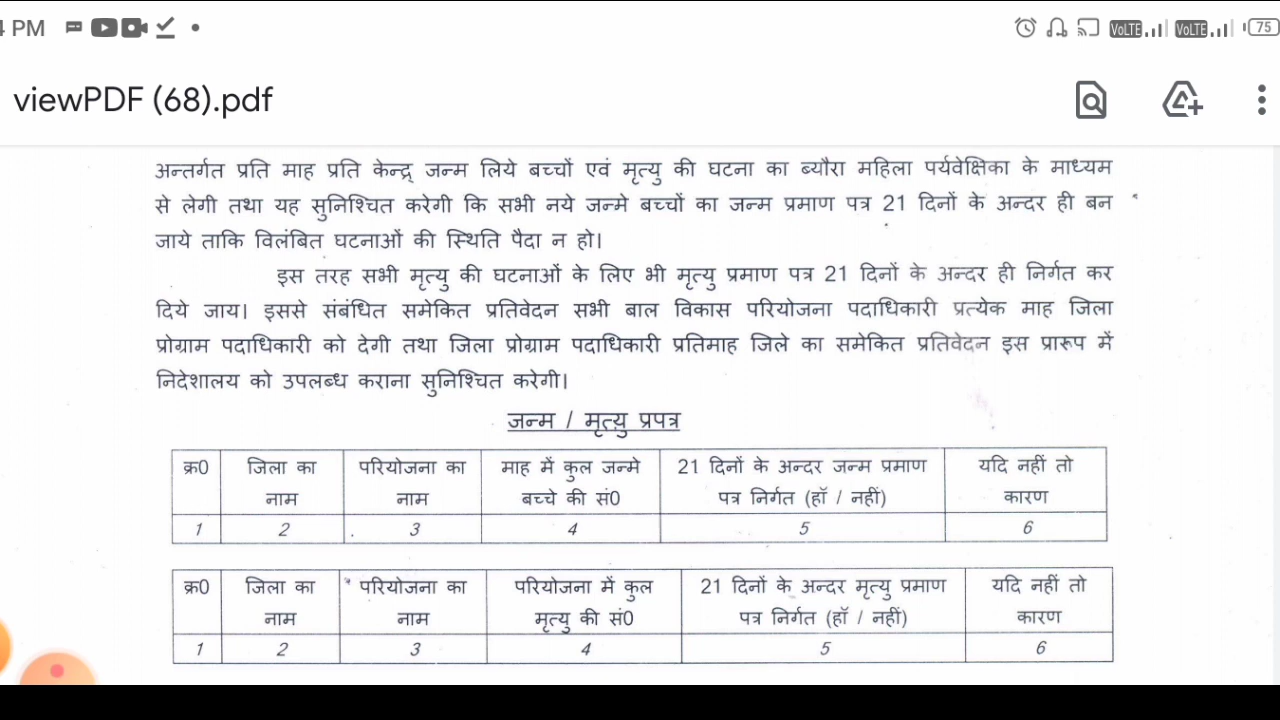 4 PM
VoLTE VoLTE 75
viewPDF (68).pdf
अन्तर्गत प्रति माह प्रति केन्द्र जन्म लिये बच्चों एवं मृत्यु की घटना का ब्यौरा महिला पर्यवेक्षिका के माध्यम
से लेगी तथा यह सुनिश्चित करेगी कि सभी नये जन्मे बच्चों का जन्म प्रमाण पत्र 21 दिनों के अन्दर ही बन
जाये ताकि विलंबित घटनाओं की स्थिति पैदा न हो।
इस तरह सभी मृत्यु की घटनाओं के लिए भी मृत्यु प्रमाण पत्र 21 दिनों के अन्दर ही निर्गत कर
दिये जाय। इससे संबंधित समेकित प्रतिवेदन सभी बाल विकास परियोजना पदाधिकारी प्रत्येक माह जिला
प्रोग्राम पदाधिकारी को देगी तथा जिला प्रोग्राम पदाधिकारी प्रतिमाह जिले का समेकित प्रतिवेदन इस प्रारूप में
निदेशालय को उपलब्ध कराना सुनिश्चित करेगी।
जन्म / मृत्यु प्रपत्र
क्र0 जिला का परियोजना का माह में कुल जन्मे 21 दिनों के अन्दर जन्म प्रमाण यदि नहीं तो
नाम नाम बच्चे की सं0 पत्र निर्गत (हॉ / नहीं) कारण
1 2 3 4 5 6
क्र0 जिला का परियोजना का परियोजना में कुल 21 दिनों के अन्दर मृत्यु प्रमाण यदि नहीं तो
नाम नाम मृत्यु की सं0 पत्र निर्गत (हॉ / नहीं) कारण
1 2 3 4 5 6